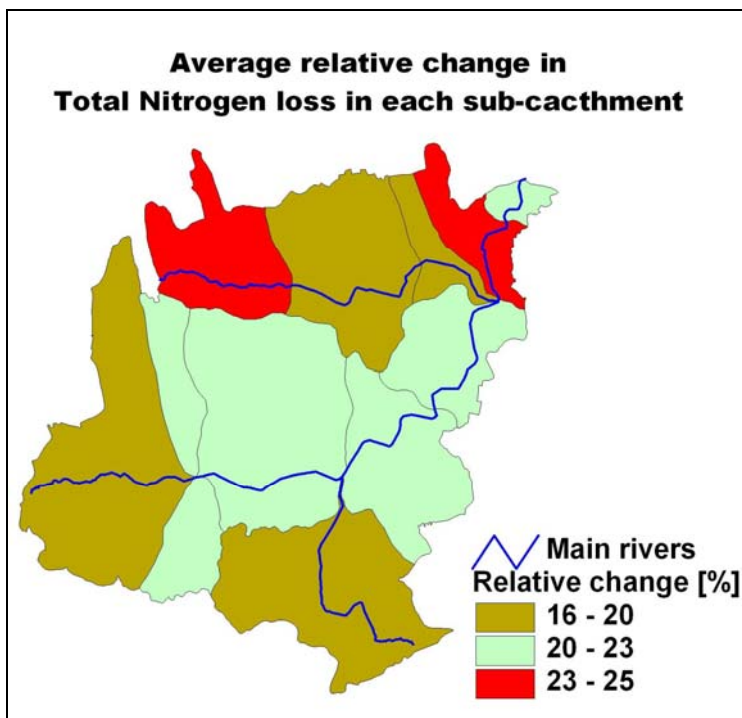 Average relative change in
Total Nitrogen loss in each sub-cacthment
Main rivers
Relative change [%]
16 - 20
20 - 23
23 - 25